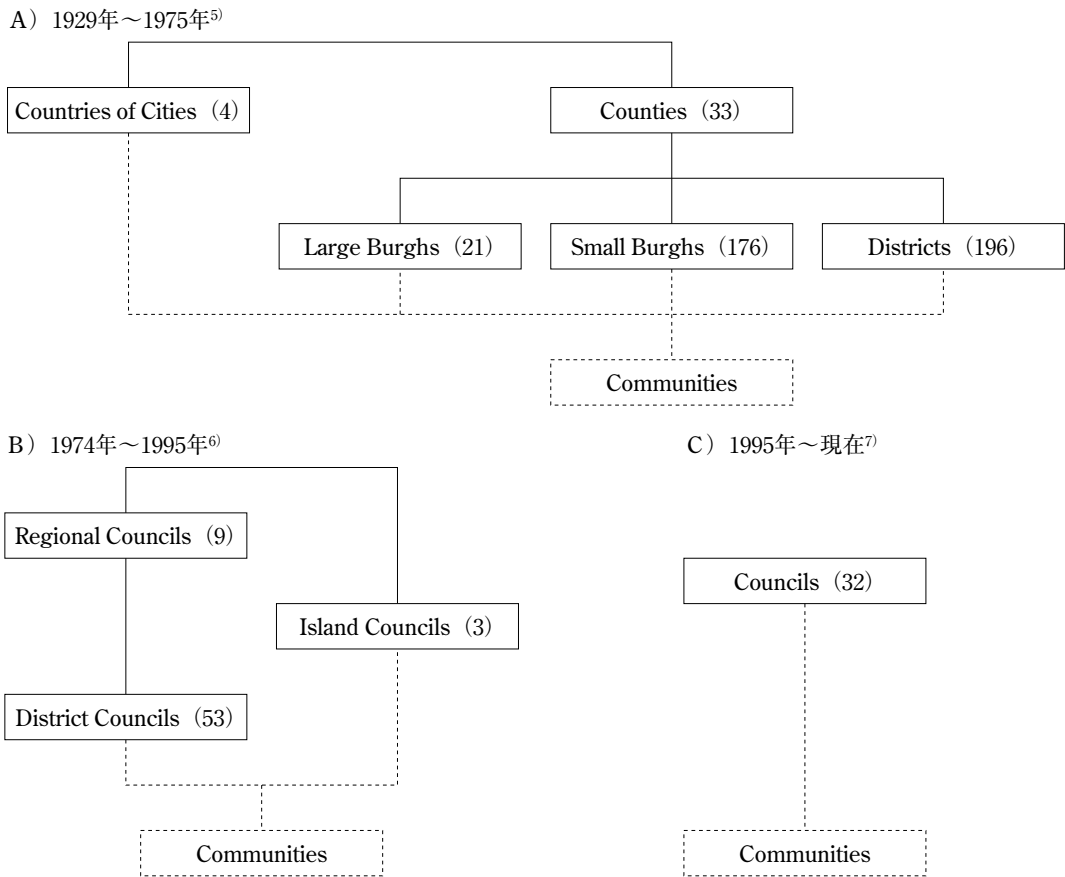 A）1929年～1975年5)
Countries of Cities（4）
Counties（33）
Large Burghs（21）
Small Burghs（176）
Districts（196）
Communities
B）1974年～1995年6)
Regional Councils（9）
Island Councils（3）
District Councils（53）
Communities
C）1995年～現在7)
Councils（32）
Communities